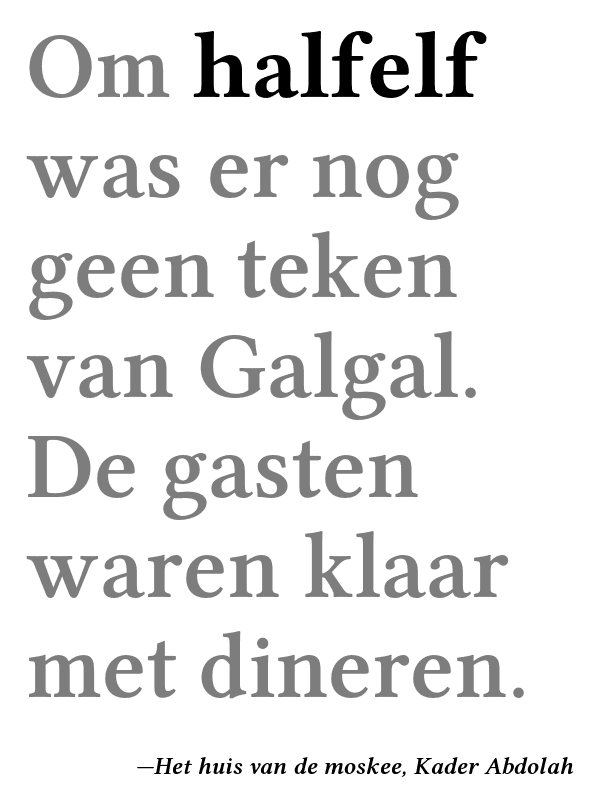 Om halfelf
was er nog
geen teken
van Galgal.
De gasten
waren klaar
met dineren.
—Het huis van de moskee, Kader Abdolah